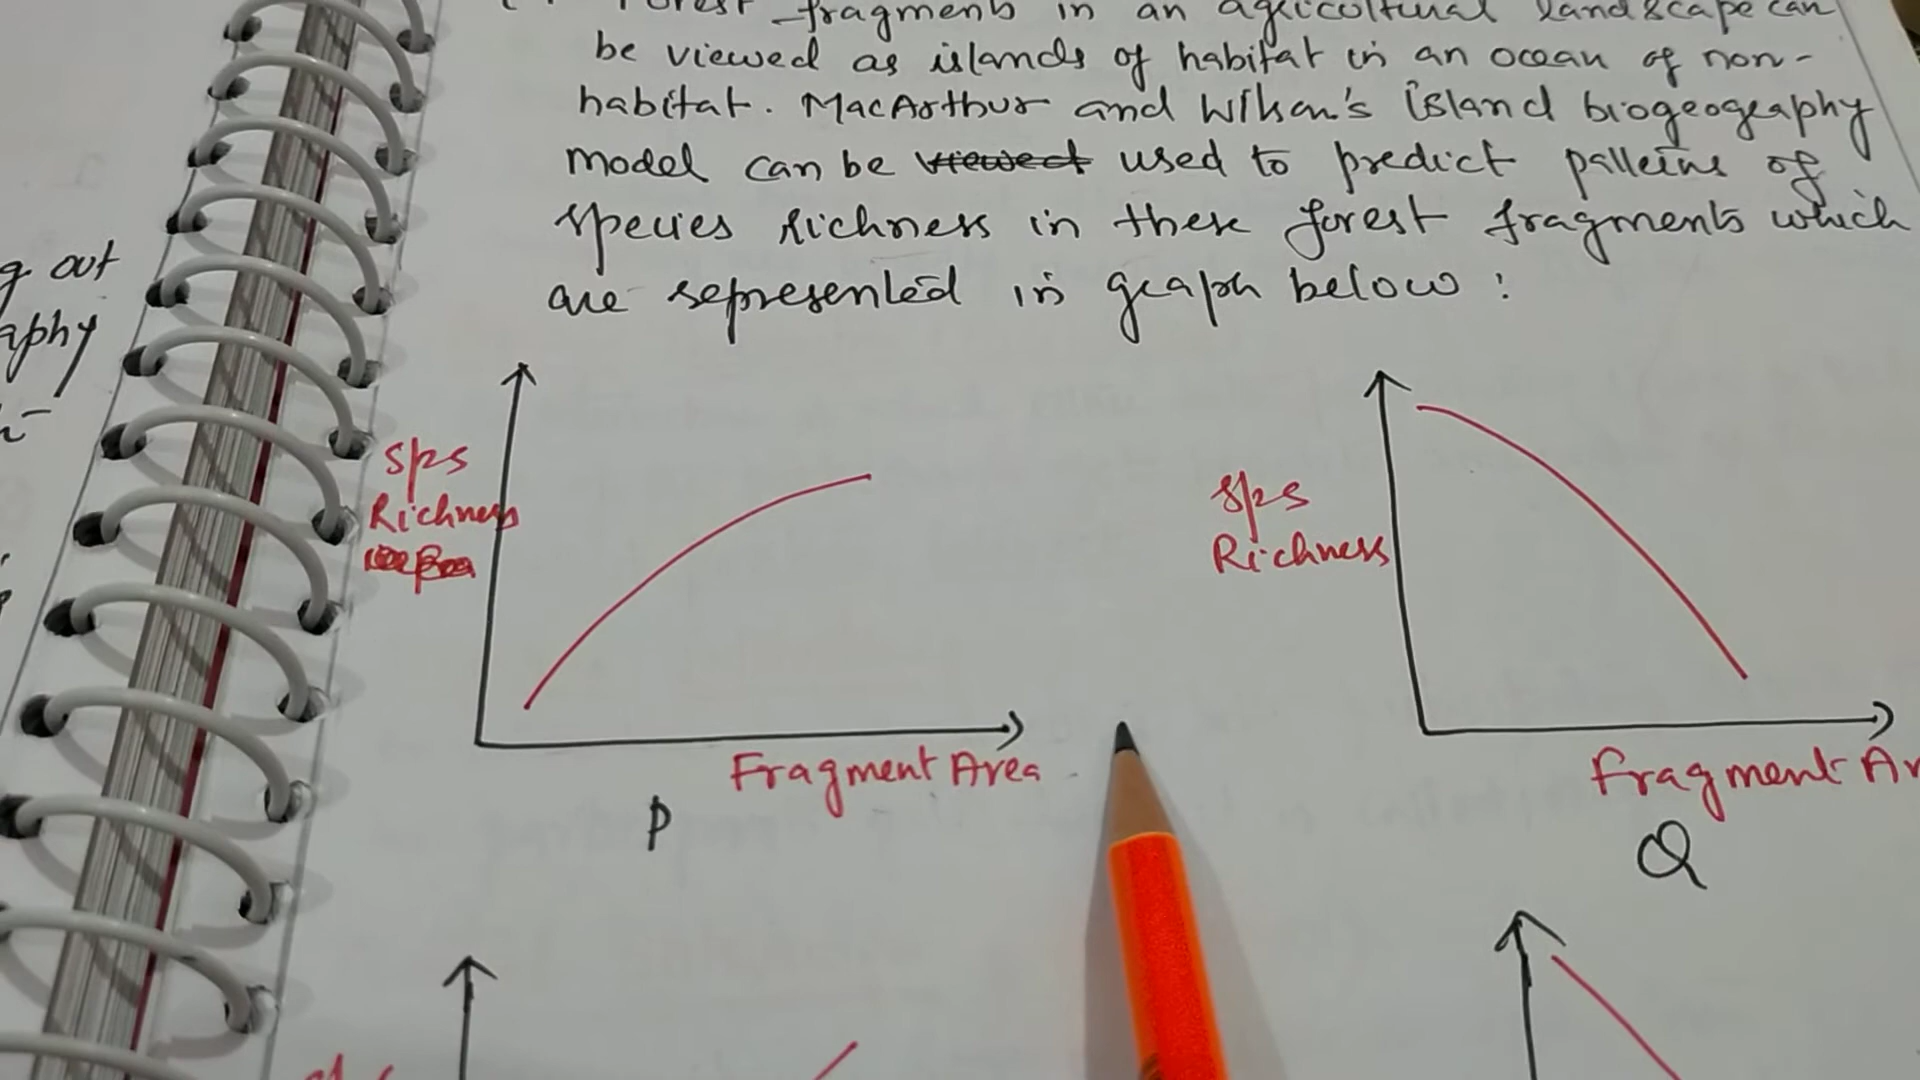 Forest fragments in an agricultural landscape can
be viewed as islands of habitat in an ocean of non-
habitat. MacArthur and Wilson's Island biogeography
model can be viewed used to predict patterns of
species richness in these forest fragments which
are represented in graph below :
g out
aphy
Sps
Richness
Fragment Area
P
Sps
Richness
Fragment Ar
Q